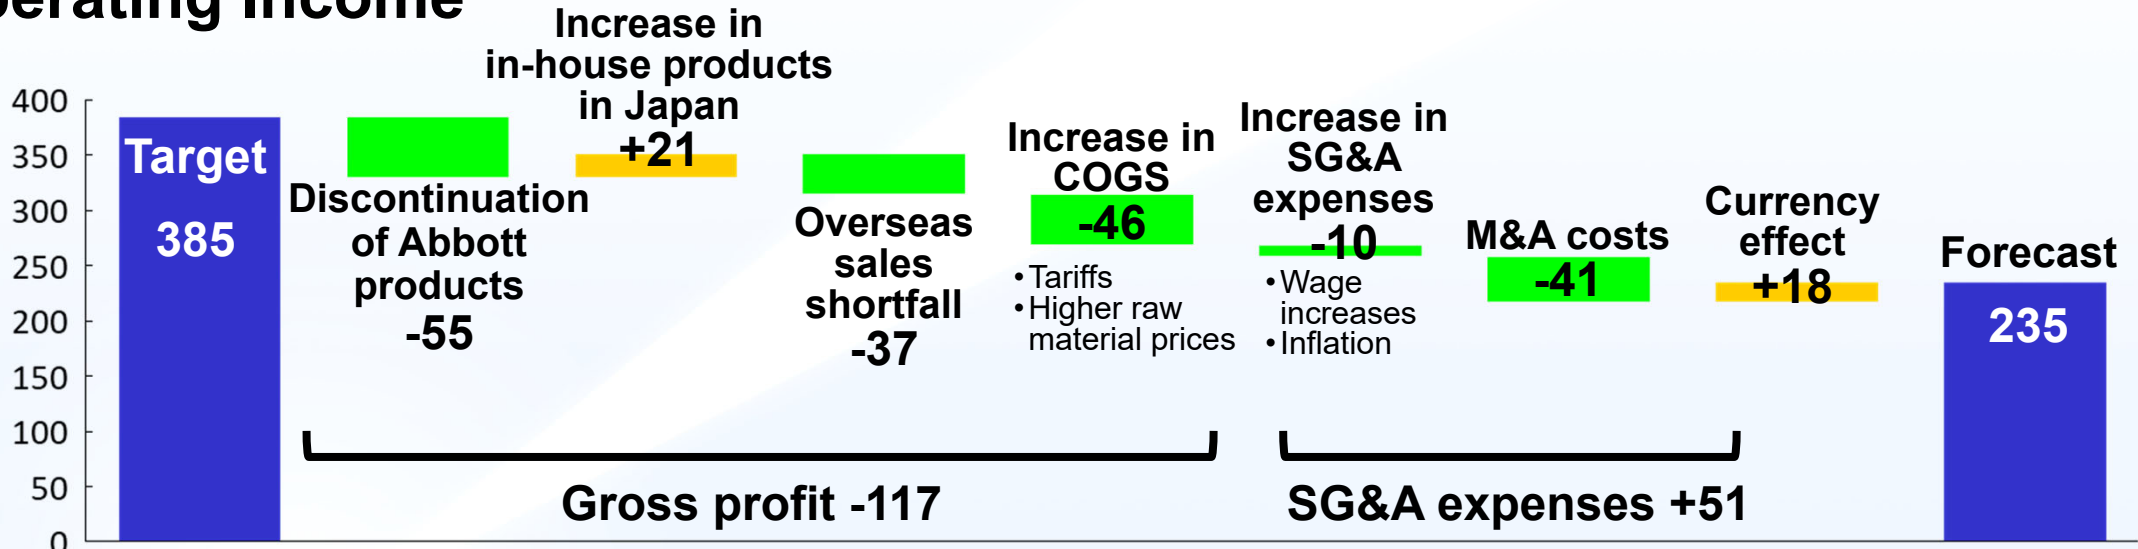 Operating Income
400
350
300
250
200
150
100
50
0
Target
385
Discontinuation
of Abbott
products
-55
Increase in
in-house products
in Japan
+21
Overseas
sales
shortfall
-37
Increase in
COGS
-46
•Tariffs
•Higher raw
material prices
Increase in
SG&A
expenses
-10
•Wage
increases
•Inflation
M&A costs
-41
Currency
effect
+18
Forecast
235
Gross profit -117
SG&A expenses +51